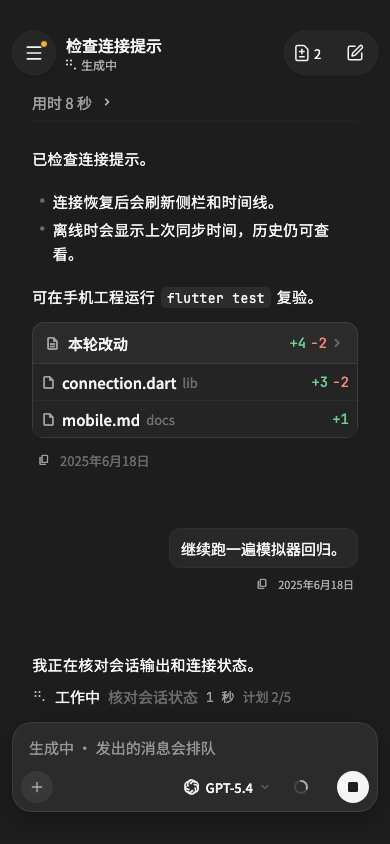 检查连接提示
生成中
2
用时 8 秒
已检查连接提示。
连接恢复后会刷新侧栏和时间线。
离线时会显示上次同步时间，历史仍可查
看。
可在手机工程运行 flutter test 复验。
本轮改动 +4 -2
connection.dart lib +3 -2
mobile.md docs +1
2025年6月18日
继续跑一遍模拟器回归。
2025年6月18日
我正在核对会话输出和连接状态。
工作中 核对会话状态 1 秒 计划 2/5
生成中 • 发出的消息会排队
GPT-5.4